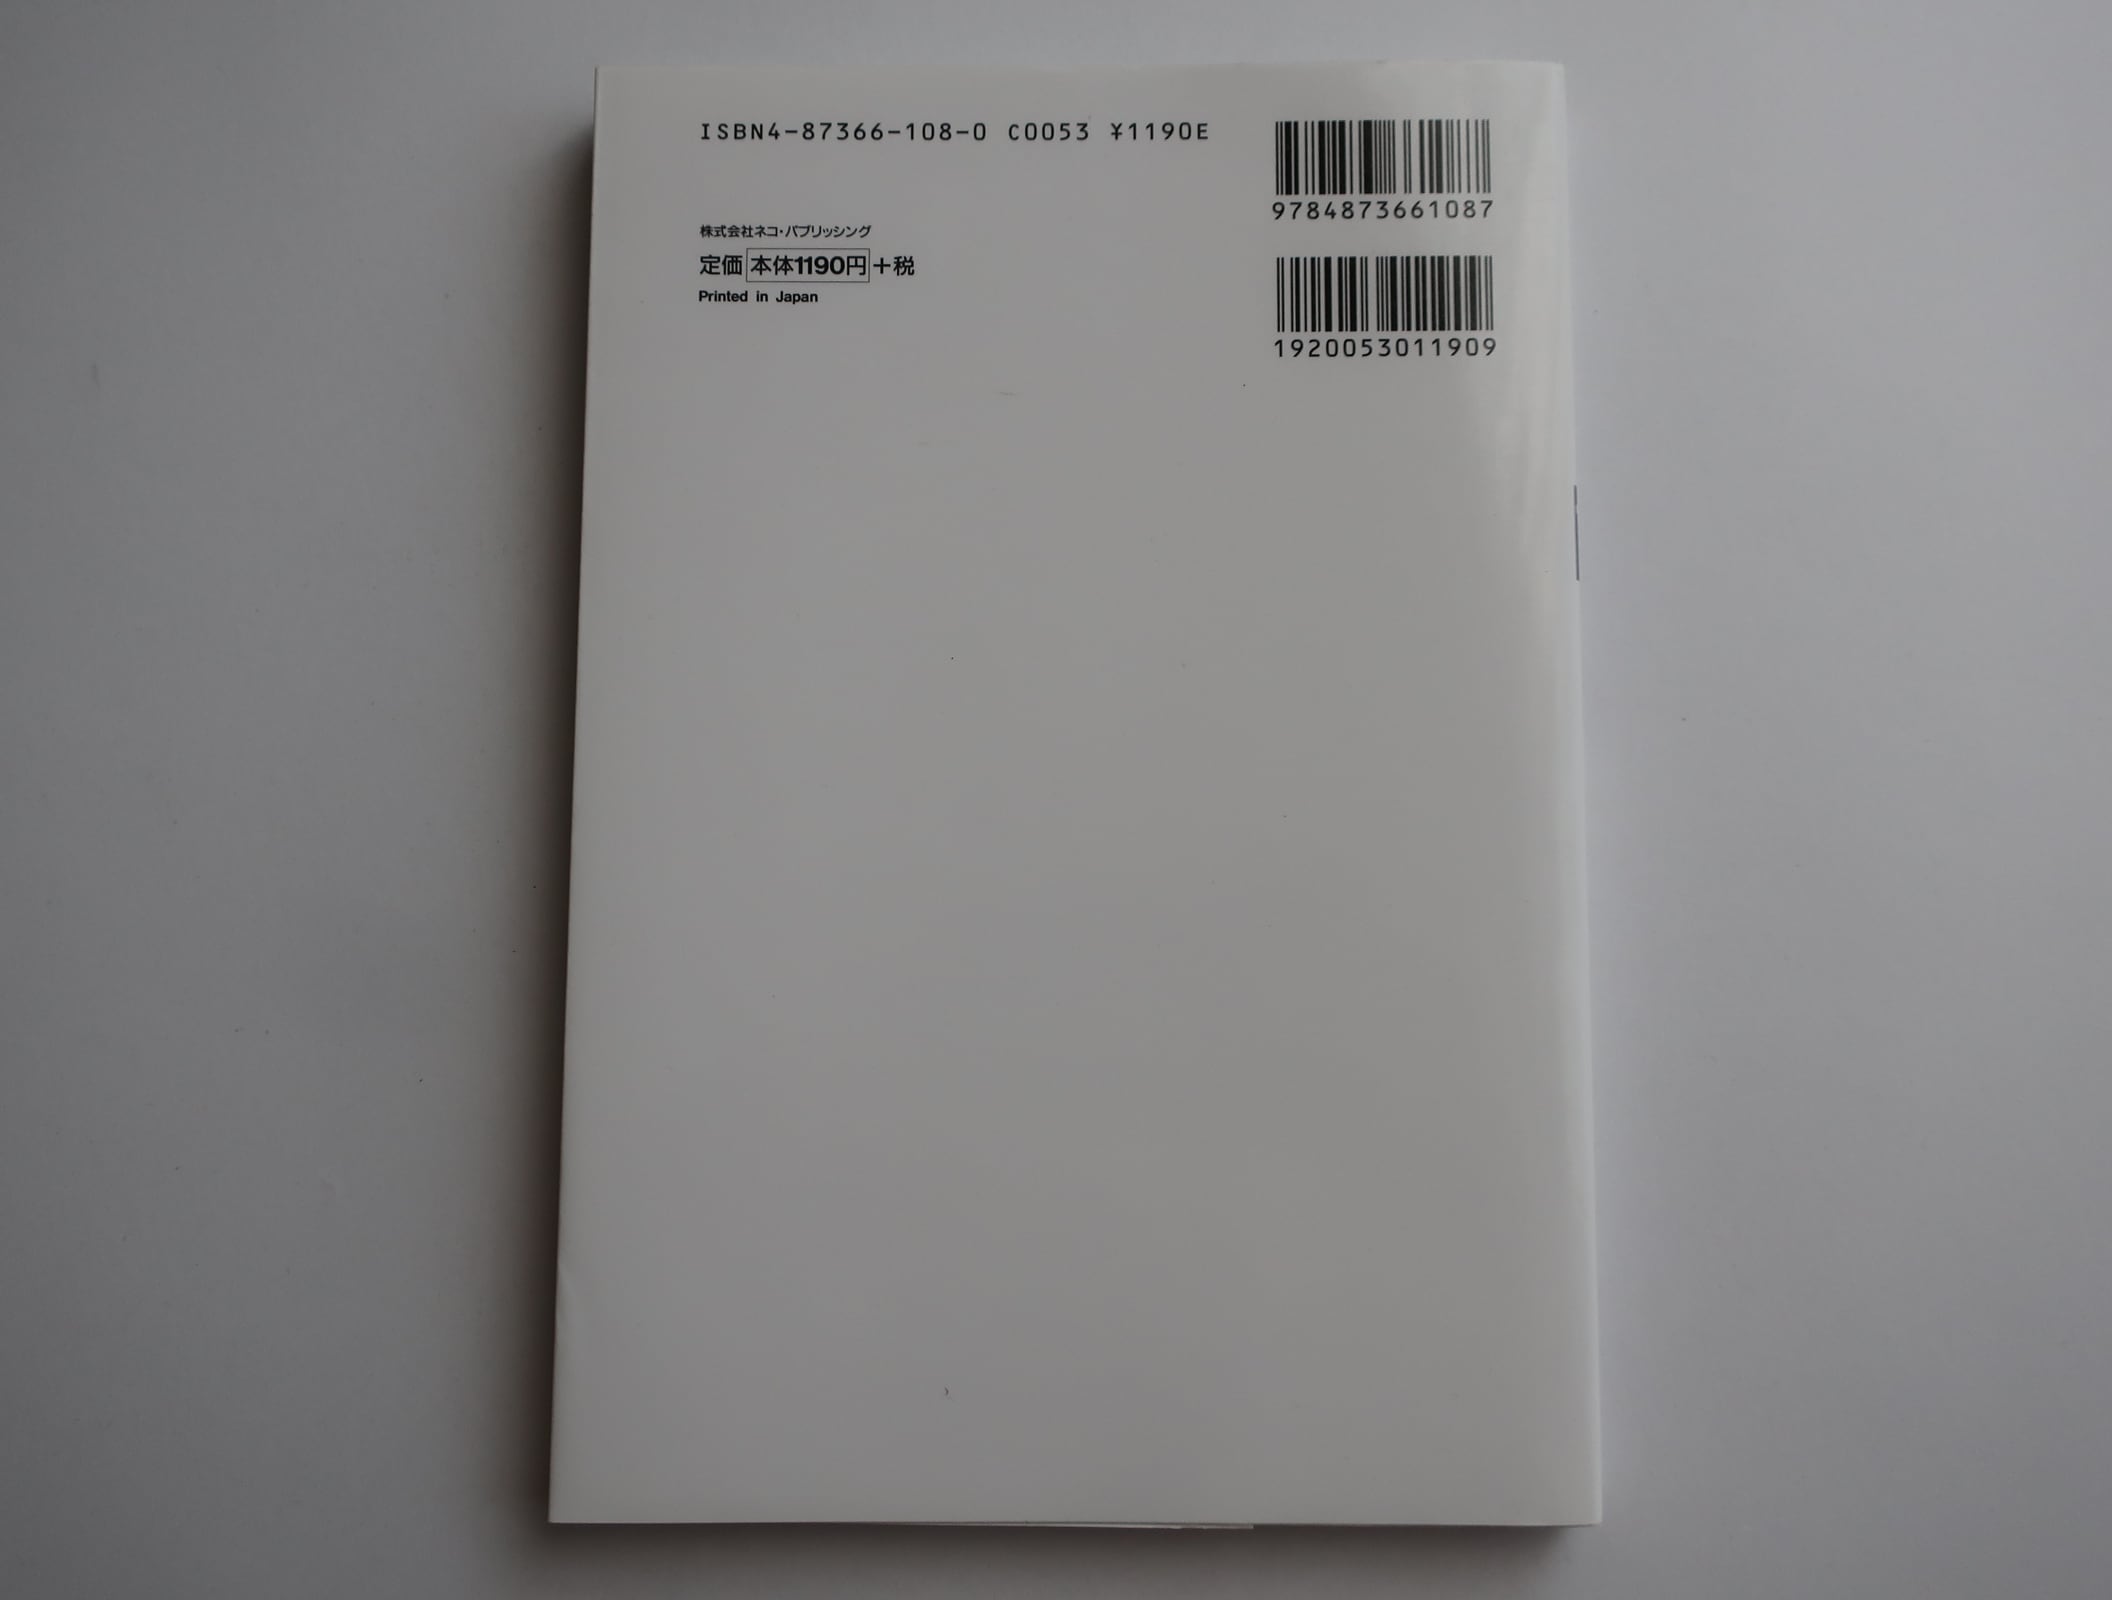 ISBN4-87366-108-0 C0053 ¥1190E
9784873661087
株式会社ネコ・パブリッシング
定価 本体1190円+税
Printed in Japan
1920053011909